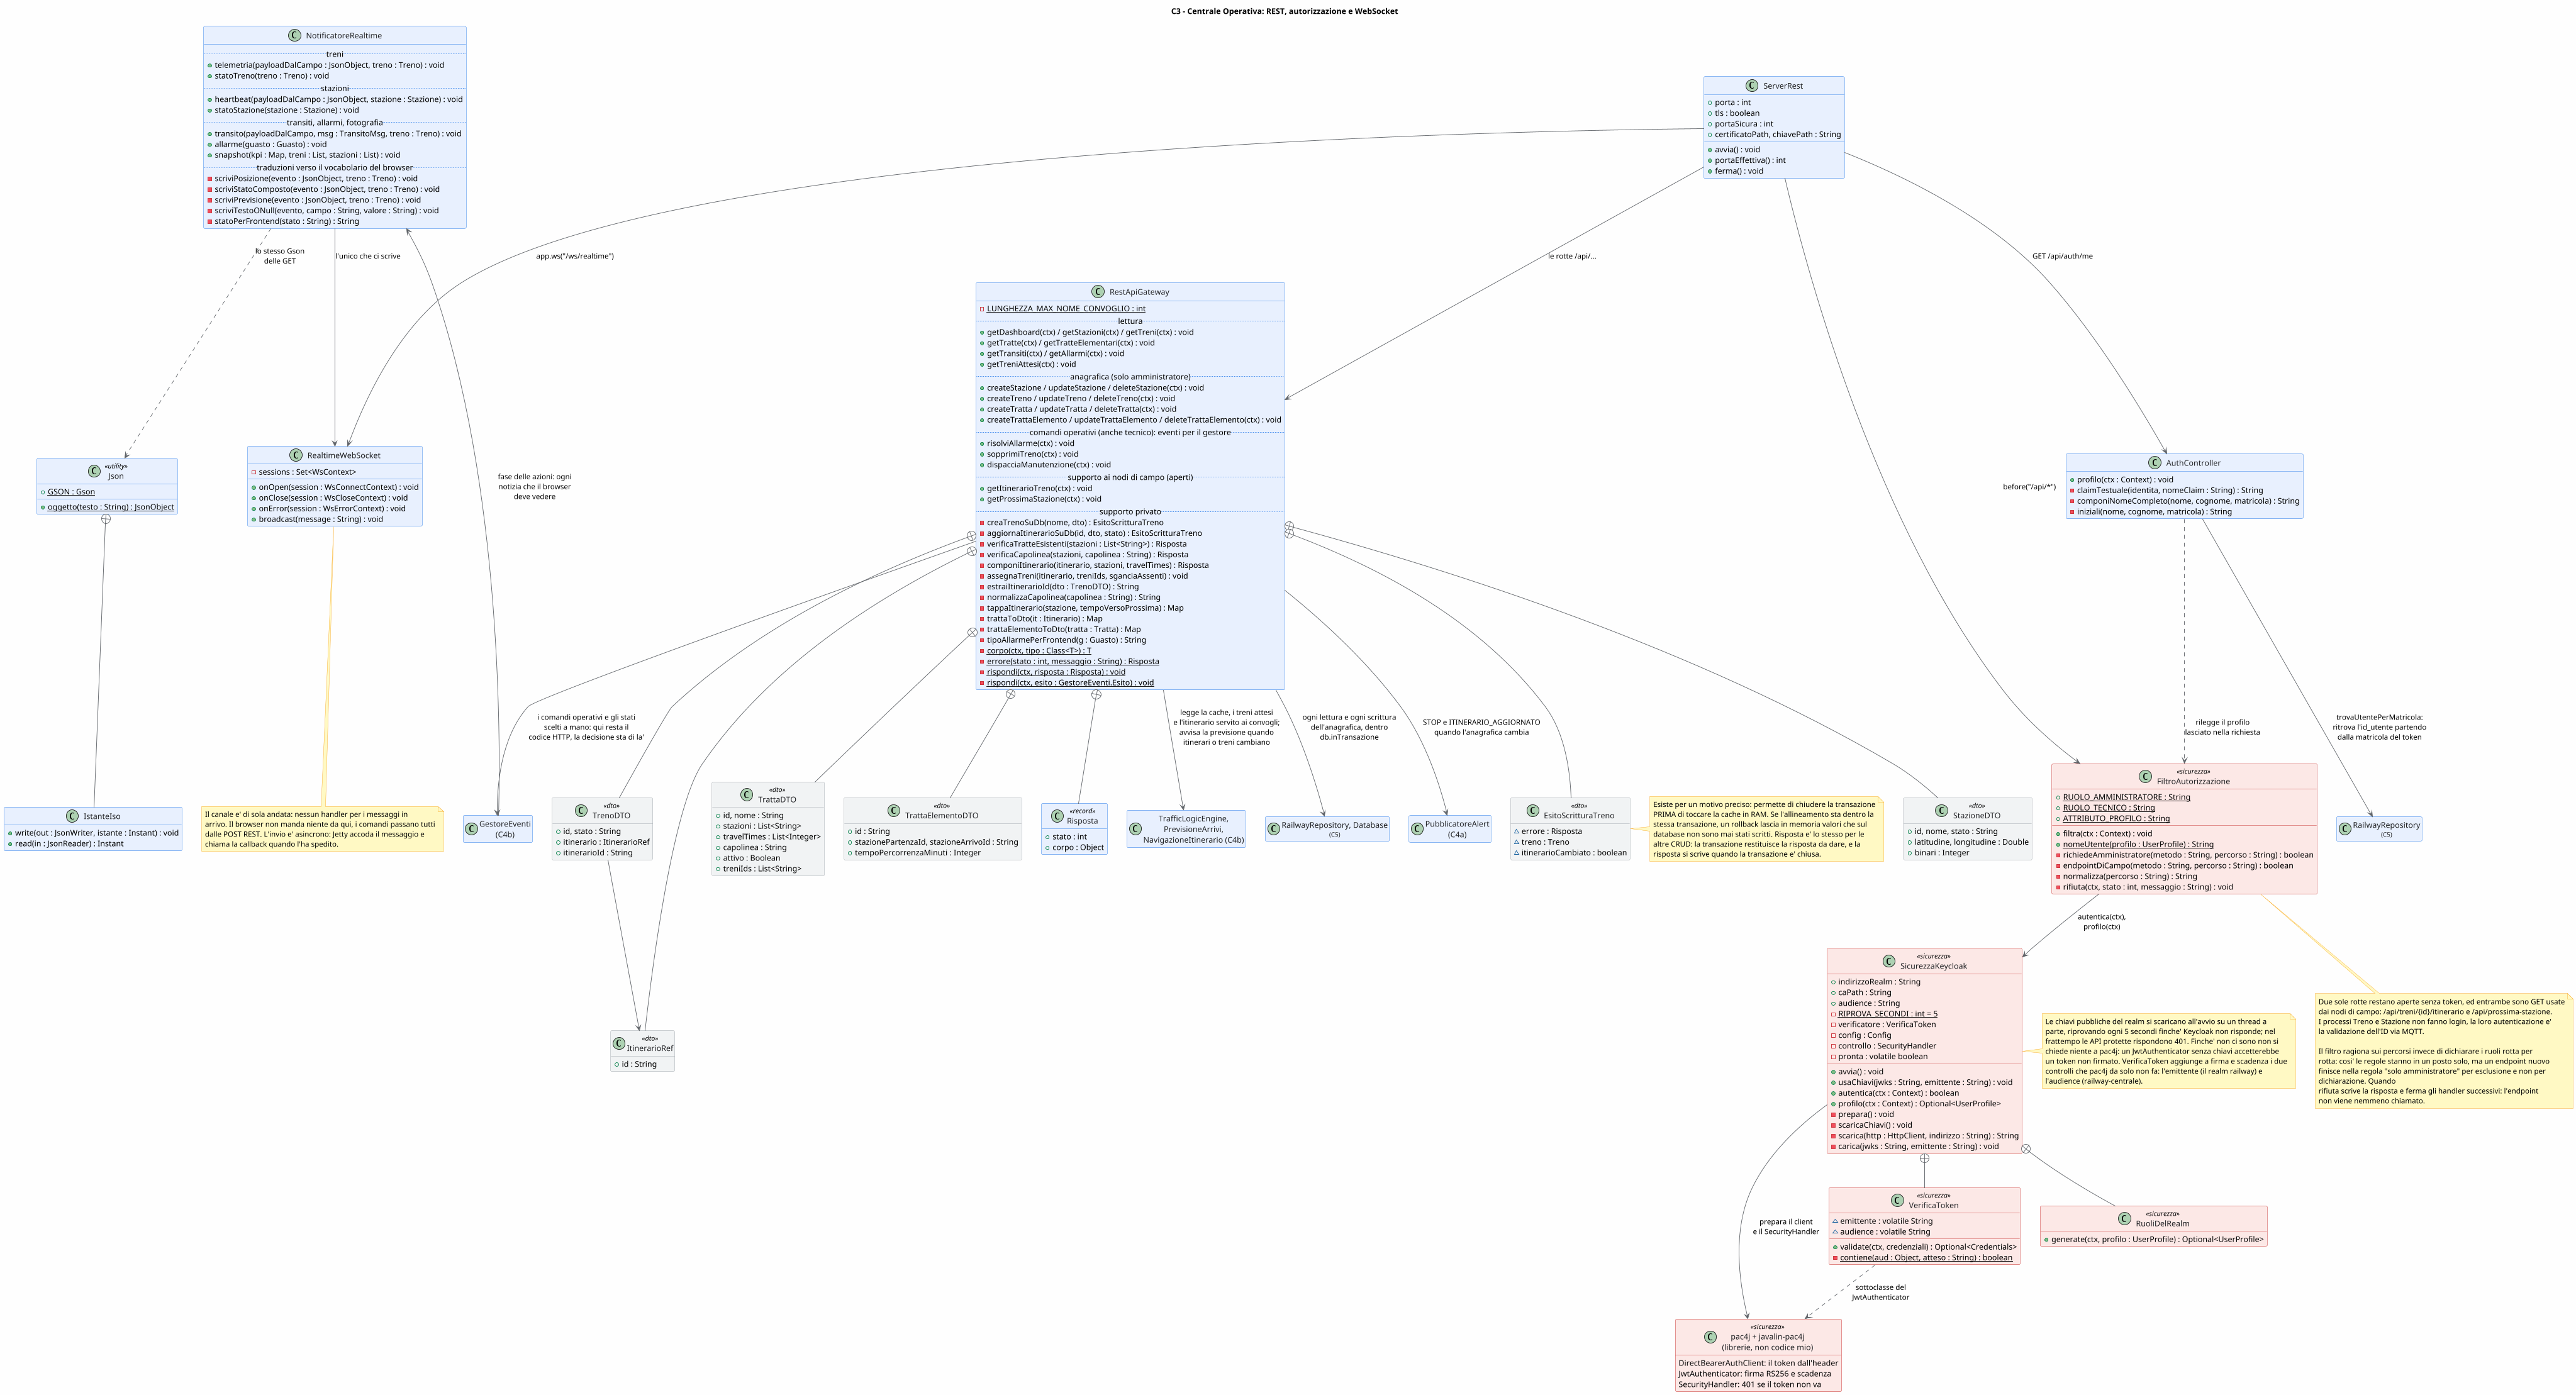 C3 - Centrale Operativa: REST, autorizzazione e WebSocket
NotificatoreRealtime
treni
telemetria(payloadDalCampo : JsonObject, treno : Treno) : void
statoTreno(treno : Treno) : void
stazioni
heartbeat(payloadDalCampo : JsonObject, stazione : Stazione) : void
statoStazione(stazione : Stazione) : void
transiti, allarmi, fotografia
transito(payloadDalCampo, msg : TransitoMsg, treno : Treno) : void
allarme(guasto : Guasto) : void
snapshot(kpi : Map, treni : List, stazioni : List) : void
traduzioni verso il vocabolario del browser
scriviPosizione(evento : JsonObject, treno : Treno) : void
scriviStatoComposto(evento : JsonObject, treno : Treno) : void
scriviPrevisione(evento : JsonObject, treno : Treno) : void
scriviTestoONull(evento, campo : String, valore : String) : void
statoPerFrontend(stato : String) : String
ServerRest
porta : int
tls : boolean
portaSicura : int
certificatoPath, chiavePath : String
avvia() : void
portaEffettiva() : int
ferma() : void
lo stesso Gson
delle GET
l'unico che ci scrive
app.ws("/ws/realtime")
le rotte /api/...
GET /api/auth/me
RestApiGateway
LUNGHEZZA_MAX_NOME_CONVOGLIO : int
lettura
getDashboard(ctx) / getStazioni(ctx) / getTreni(ctx) : void
getTratte(ctx) / getTratteElementari(ctx) : void
getTransiti(ctx) / getAllarmi(ctx) : void
getTreniAttesi(ctx) : void
anagrafica (solo amministratore)
createStazione / updateStazione / deleteStazione(ctx) : void
createTreno / updateTreno / deleteTreno(ctx) : void
createTratta / updateTratta / deleteTratta(ctx) : void
createTrattaElemento / updateTrattaElemento / deleteTrattaElemento(ctx) : void
comandi operativi (anche tecnico): eventi per il gestore
risolviAllarme(ctx) : void
sopprimiTreno(ctx) : void
dispacciaManutenzione(ctx) : void
supporto ai nodi di campo (aperti)
getItinerarioTreno(ctx) : void
getProssimaStazione(ctx) : void
supporto privato
creaTrenoSuDb(nome, dto) : EsitoScritturaTreno
aggiornaItinerarioSuDb(id, dto, stato) : EsitoScritturaTreno
verificaTratteEsistenti(stazioni : List<String>) : Risposta
verificaCapolinea(stazioni, capolinea : String) : Risposta
componiItinerario(itinerario, stazioni, travelTimes) : Risposta
assegnaTreni(itinerario, treniIds, sganciaAssenti) : void
estraiItinerarioId(dto : TrenoDTO) : String
normalizzaCapolinea(capolinea : String) : String
tappaItinerario(stazione, tempoVersoProssima) : Map
trattaToDto(it : Itinerario) : Map
trattaElementoToDto(tratta : Tratta) : Map
tipoAllarmePerFrontend(g : Guasto) : String
corpo(ctx, tipo : Class<T>) : T
errore(stato : int, messaggio : String) : Risposta
rispondi(ctx, risposta : Risposta) : void
rispondi(ctx, esito : GestoreEventi.Esito) : void
«utility»
Json
GSON : Gson
oggetto(testo : String) : JsonObject
RealtimeWebSocket
sessions : Set<WsContext>
onOpen(session : WsConnectContext) : void
onClose(session : WsCloseContext) : void
onError(session : WsErrorContext) : void
broadcast(message : String) : void
fase delle azioni: ogni
notizia che il browser
deve vedere
before("/api/*")
AuthController
profilo(ctx : Context) : void
claimTestuale(identita, nomeClaim : String) : String
componiNomeCompleto(nome, cognome, matricola) : String
iniziali(nome, cognome, matricola) : String
i comandi operativi e gli stati
scelti a mano: qui resta il
codice HTTP, la decisione sta di la'
legge la cache, i treni attesi
e l'itinerario servito ai convogli;
avvisa la previsione quando
itinerari o treni cambiano
ogni lettura e ogni scrittura
dell'anagrafica, dentro
db.inTransazione
STOP e ITINERARIO_AGGIORNATO
quando l'anagrafica cambia
rilegge il profilo
lasciato nella richiesta
trovaUtentePerMatricola:
ritrova l'id_utente partendo
dalla matricola del token
IstanteIso
write(out : JsonWriter, istante : Instant) : void
read(in : JsonReader) : Instant
Il canale e' di sola andata: nessun handler per i messaggi in
arrivo. Il browser non manda niente da qui, i comandi passano tutti
dalle POST REST. L'invio e' asincrono: Jetty accoda il messaggio e
chiama la callback quando l'ha spedito.
GestoreEventi
(C4b)
«dto»
TrenoDTO
id, stato : String
itinerario : ItinerarioRef
itinerarioId : String
«dto»
TrattaDTO
id, nome : String
stazioni : List<String>
travelTimes : List<Integer>
capolinea : String
attivo : Boolean
treniIds : List<String>
«dto»
TrattaElementoDTO
id : String
stazionePartenzaId, stazioneArrivoId : String
tempoPercorrenzaMinuti : Integer
«record»
Risposta
stato : int
corpo : Object
TrafficLogicEngine,
PrevisioneArrivi,
NavigazioneItinerario (C4b)
RailwayRepository, Database
(C5)
PubblicatoreAlert
(C4a)
«dto»
EsitoScritturaTreno
errore : Risposta
treno : Treno
itinerarioCambiato : boolean
Esiste per un motivo preciso: permette di chiudere la transazione
PRIMA di toccare la cache in RAM. Se l'allineamento sta dentro la
stessa transazione, un rollback lascia in memoria valori che sul
database non sono mai stati scritti. Risposta e' lo stesso per le
altre CRUD: la transazione restituisce la risposta da dare, e la
risposta si scrive quando la transazione e' chiusa.
«dto»
StazioneDTO
id, nome, stato : String
latitudine, longitudine : Double
binari : Integer
«sicurezza»
FiltroAutorizzazione
RUOLO_AMMINISTRATORE : String
RUOLO_TECNICO : String
ATTRIBUTO_PROFILO : String
filtra(ctx : Context) : void
nomeUtente(profilo : UserProfile) : String
richiedeAmministratore(metodo : String, percorso : String) : boolean
endpointDiCampo(metodo : String, percorso : String) : boolean
normalizza(percorso : String) : String
rifiuta(ctx, stato : int, messaggio : String) : void
RailwayRepository
(C5)
autentica(ctx),
profilo(ctx)
«dto»
ItinerarioRef
id : String
«sicurezza»
SicurezzaKeycloak
indirizzoRealm : String
caPath : String
audience : String
RIPROVA_SECONDI : int = 5
verificatore : VerificaToken
config : Config
controllo : SecurityHandler
pronta : volatile boolean
avvia() : void
usaChiavi(jwks : String, emittente : String) : void
autentica(ctx : Context) : boolean
profilo(ctx : Context) : Optional<UserProfile>
prepara() : void
scaricaChiavi() : void
scarica(http : HttpClient, indirizzo : String) : String
carica(jwks : String, emittente : String) : void
Le chiavi pubbliche del realm si scaricano all'avvio su un thread a
parte, riprovando ogni 5 secondi finche' Keycloak non risponde; nel
frattempo le API protette rispondono 401. Finche' non ci sono non si
chiede niente a pac4j: un JwtAuthenticator senza chiavi accetterebbe
un token non firmato. VerificaToken aggiunge a firma e scadenza i due
controlli che pac4j da solo non fa: l'emittente (il realm railway) e
l'audience (railway-centrale).
Due sole rotte restano aperte senza token, ed entrambe sono GET usate
dai nodi di campo: /api/treni/{id}/itinerario e /api/prossima-stazione.
I processi Treno e Stazione non fanno login, la loro autenticazione e'
la validazione dell'ID via MQTT.
Il filtro ragiona sui percorsi invece di dichiarare i ruoli rotta per
rotta: cosi' le regole stanno in un posto solo, ma un endpoint nuovo
finisce nella regola "solo amministratore" per esclusione e non per
dichiarazione. Quando
rifiuta scrive la risposta e ferma gli handler successivi: l'endpoint
non viene nemmeno chiamato.
prepara il client
e il SecurityHandler
«sicurezza»
VerificaToken
emittente : volatile String
audience : volatile String
validate(ctx, credenziali) : Optional<Credentials>
contiene(aud : Object, atteso : String) : boolean
«sicurezza»
RuoliDelRealm
generate(ctx, profilo : UserProfile) : Optional<UserProfile>
sottoclasse del
JwtAuthenticator
«sicurezza»
pac4j + javalin-pac4j
(librerie, non codice mio)
DirectBearerAuthClient: il token dall'header
JwtAuthenticator: firma RS256 e scadenza
SecurityHandler: 401 se il token non va